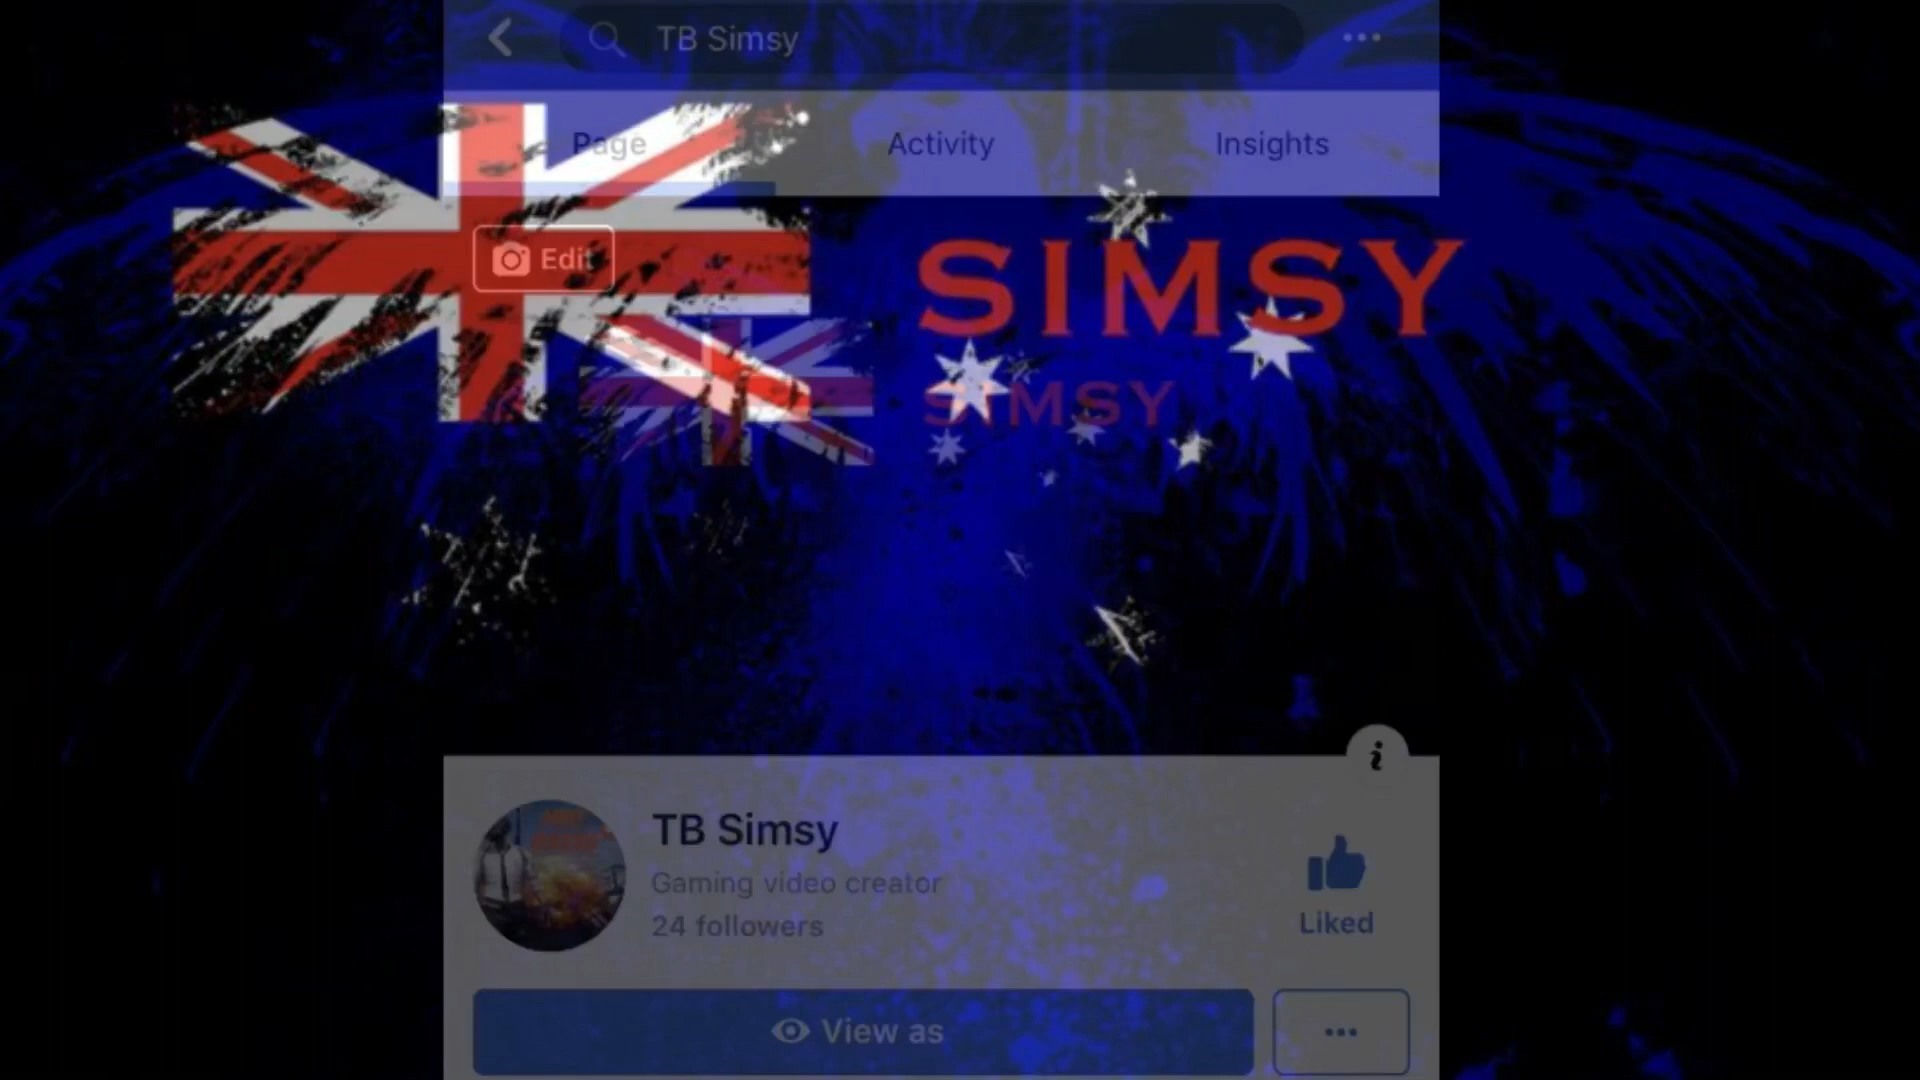 TB Simsy
Page Activity Insights
Edit
SIMSY
SIMSY
TB Simsy
Gaming video creator
24 followers
Liked
View as